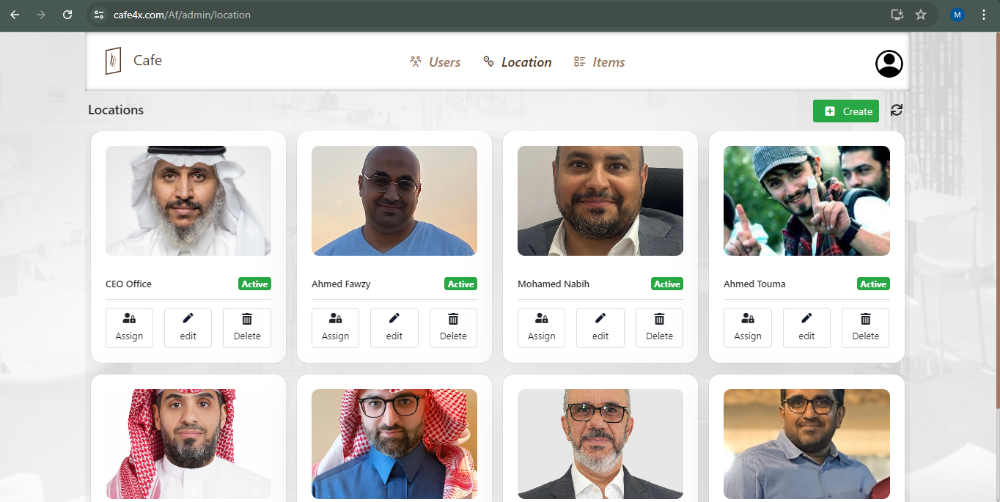 cafe4x.com/Af/admin/location
M
Cafe
Users Location Items
Locations
Create
CEO Office Active
Assign edit Delete
Ahmed Fawzy Active
Assign edit Delete
Mohamed Nabih Active
Assign edit Delete
Ahmed Touma Active
Assign edit Delete